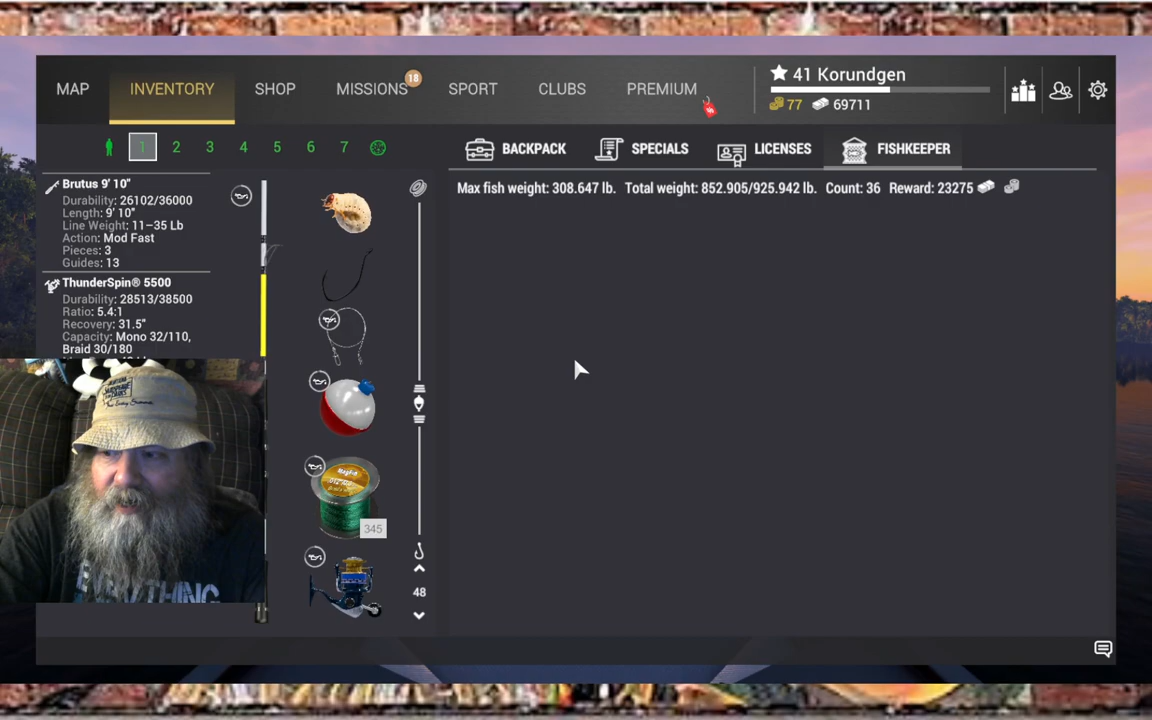 MAP INVENTORY SHOP MISSIONS 18 SPORT CLUBS PREMIUM
41 Korundgen
77 69711
1 2 3 4 5 6 7
BACKPACK SPECIALS LICENSES FISHKEEPER
Max fish weight: 308.647 lb. Total weight: 852.905/925.942 lb. Count: 36 Reward: 23275
Brutus 9' 10"
Durability: 26102/36000
Length: 9' 10"
Line Weight: 11–35 Lb
Action: Mod Fast
Pieces: 3
Guides: 13
ThunderSpin® 5500
Durability: 28513/38500
Ratio: 5.4:1
Recovery: 31.5"
Capacity: Mono 32/110,
Braid 30/180
345
48